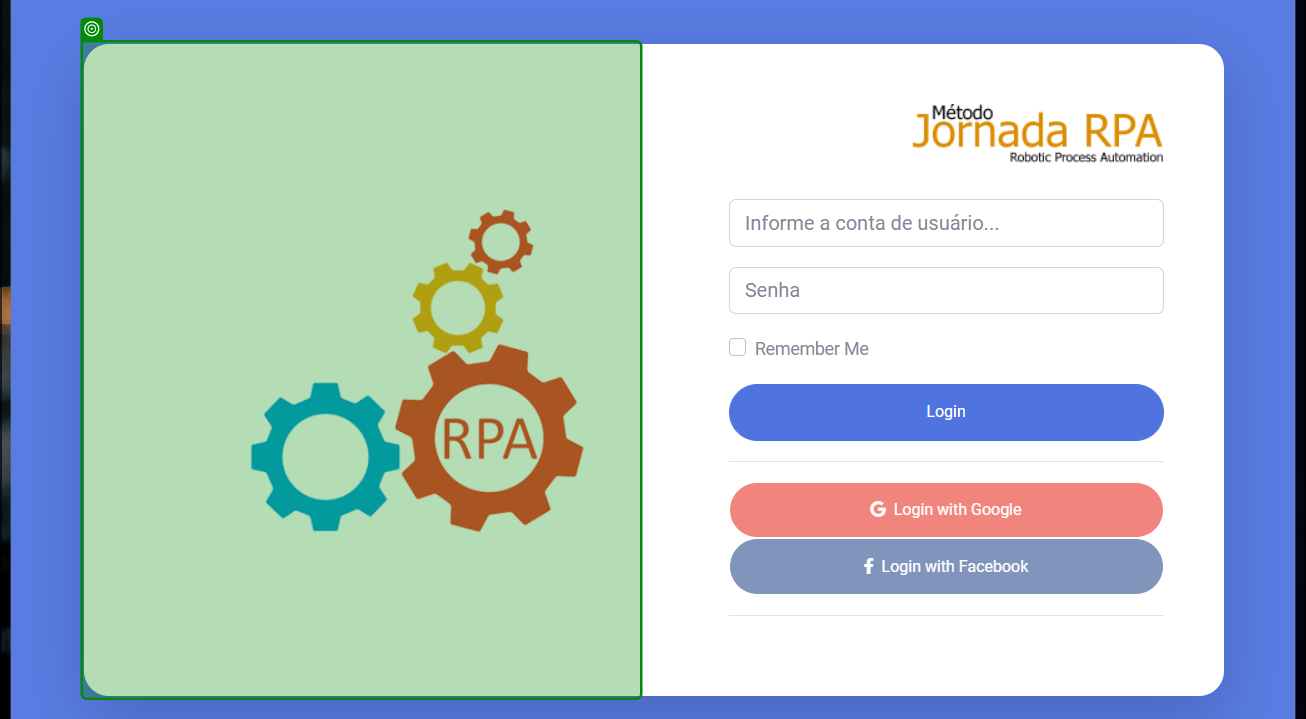 Método
Jornada RPA
Robotic Process Automation
Informe a conta de usuário...
Senha
Remember Me
RPA
Login
Login with Google
Login with Facebook